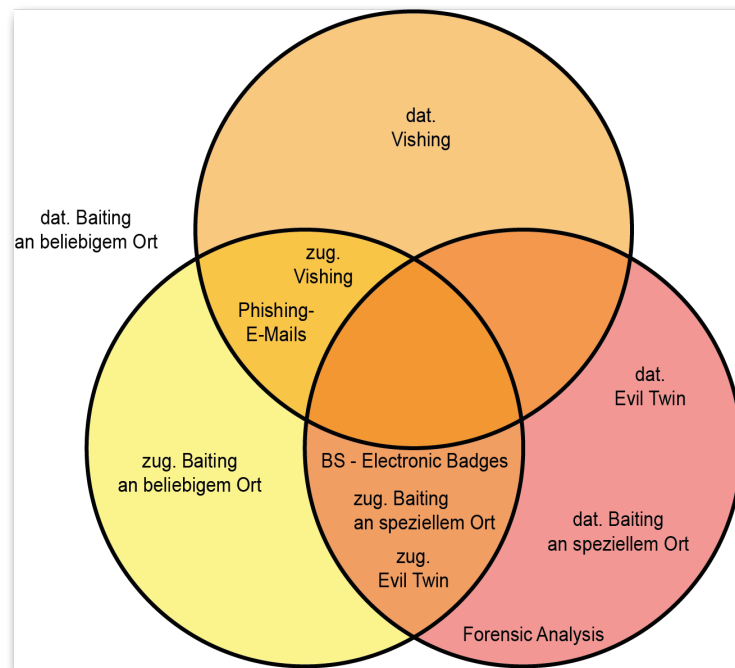 dat.
Vishing
dat. Baiting
an beliebigem Ort
zug.
Vishing
Phishing-
E-Mails
dat.
Evil Twin
zug. Baiting
an beliebigem Ort
BS - Electronic Badges
zug. Baiting
an speziellem Ort
zug.
Evil Twin
dat. Baiting
an speziellem Ort
Forensic Analysis